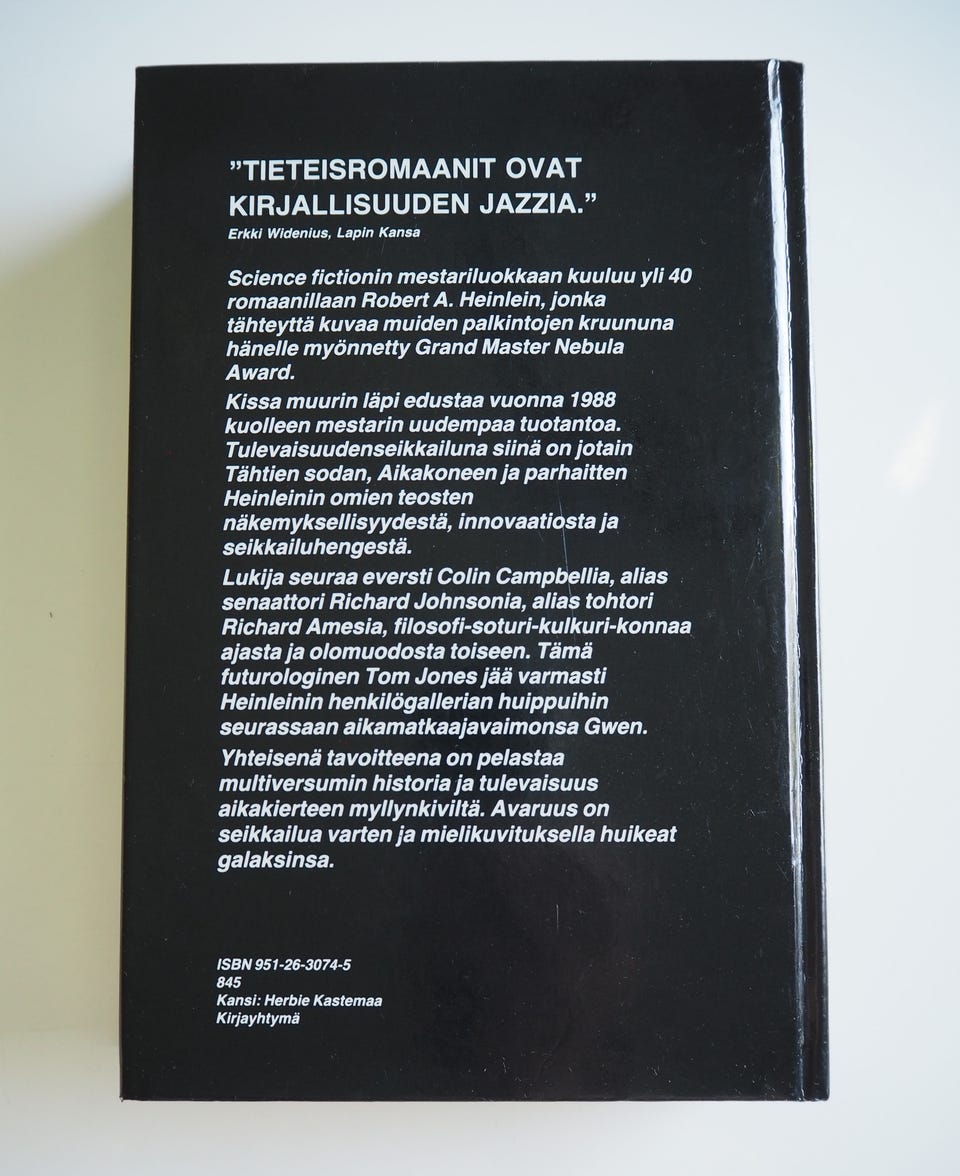 ”TIETEISROMAANIT OVAT
KIRJALLISUUDEN JAZZIA.”
Erkki Widenius, Lapin Kansa
Science fictionin mestariluokkaan kuuluu yli 40
romaanillaan Robert A. Heinlein, jonka
tähteyttä kuvaa muiden palkintojen kruununa
hänelle myönnetty Grand Master Nebula
Award.
Kissa muurin läpi edustaa vuonna 1988
kuolleen mestarin uudempaa tuotantoa.
Tulevaisuudenseikkailuna siinä on jotain
Tähtien sodan, Aikakoneen ja parhaitten
Heinleinin omien teosten
näkemyksellisyydestä, innovaatiosta ja
seikkailuhengestä.
Lukija seuraa eversti Colin Campbellia, alias
senaattori Richard Johnsonia, alias tohtori
Richard Amesia, filosofi-soturi-kulkuri-konnaa
ajasta ja olomuodosta toiseen. Tämä
futurologinen Tom Jones jää varmasti
Heinleinin henkilögallerian huippuihin
seurassaan aikamatkaajavaimonsa Gwen.
Yhteisenä tavoitteena on pelastaa
multiversumin historia ja tulevaisuus
aikakierteen myllynkiviltä. Avaruus on
seikkailua varten ja mielikuvituksella huikeat
galaksinsa.
ISBN 951-26-3074-5
845
Kansi: Herbie Kastemaa
Kirjayhtymä